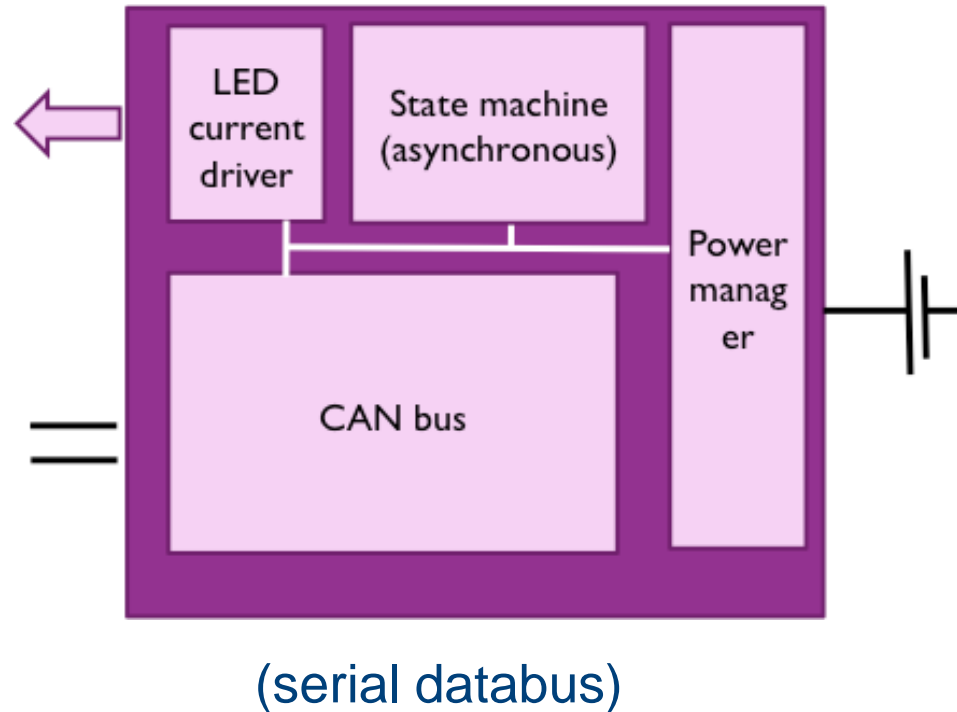 LED
current
driver
State machine
(asynchronous)
Power
manag
er
CAN bus
(serial databus)